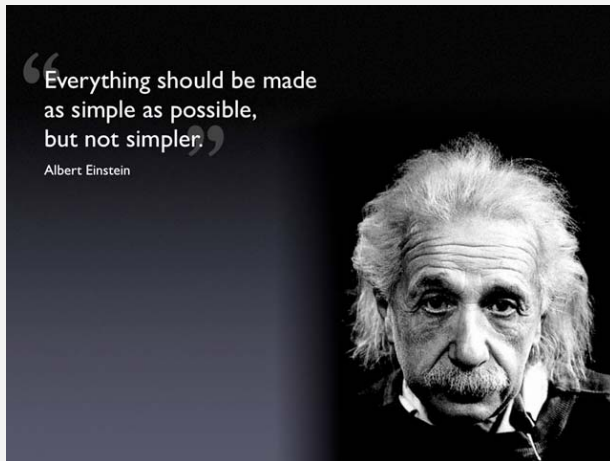 “Everything should be made
as simple as possible,
but not simpler.”
Albert Einstein